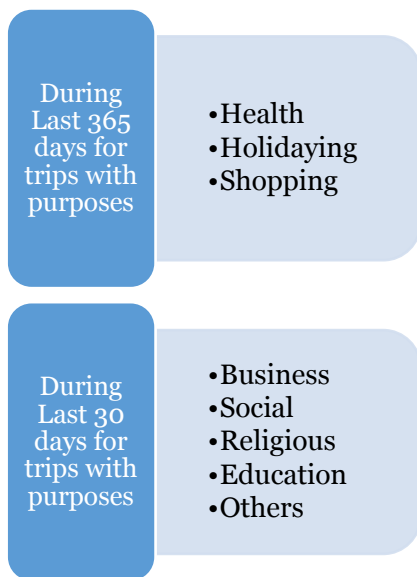 During
Last 365
days for
trips with
purposes
•Health
•Holidaying
•Shopping
During
Last 30
days for
trips with
purposes
•Business
•Social
•Religious
•Education
•Others